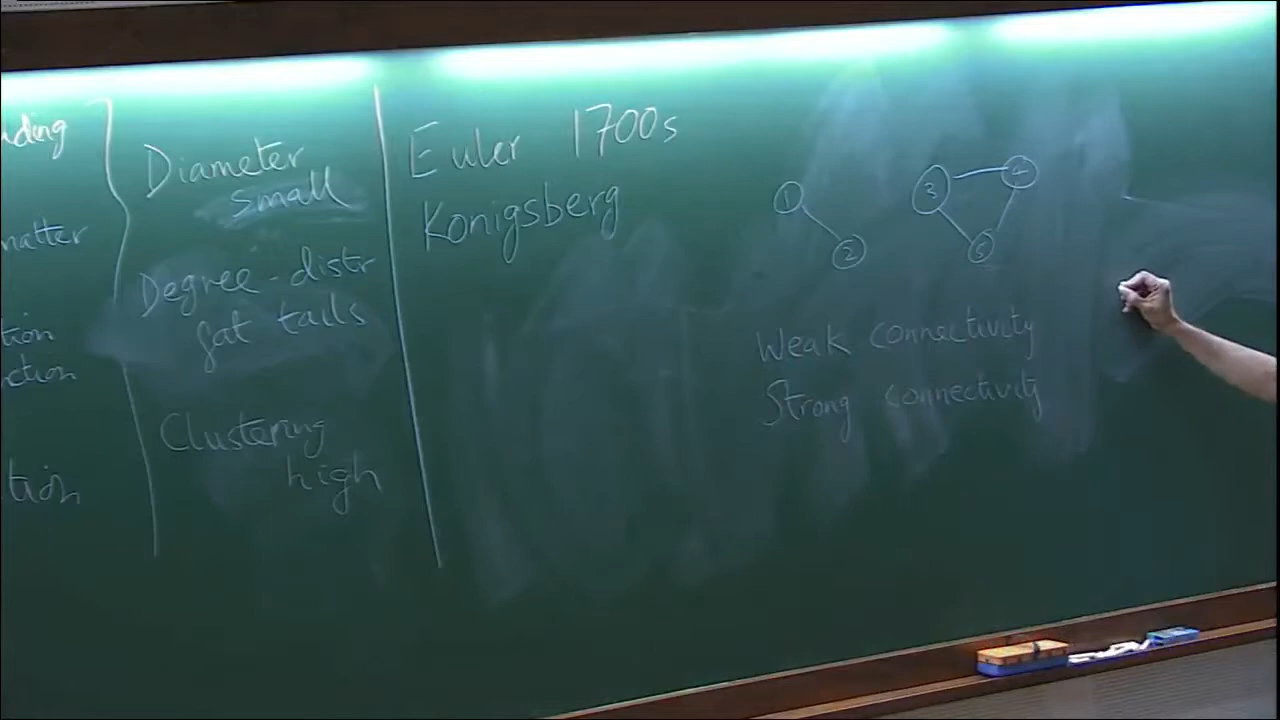 Diameter
small
Degree-distr
fat tails
Clustering
high
Euler 1700s
Konigsberg
1
2
3
4
5
Weak connectivity
Strong connectivity